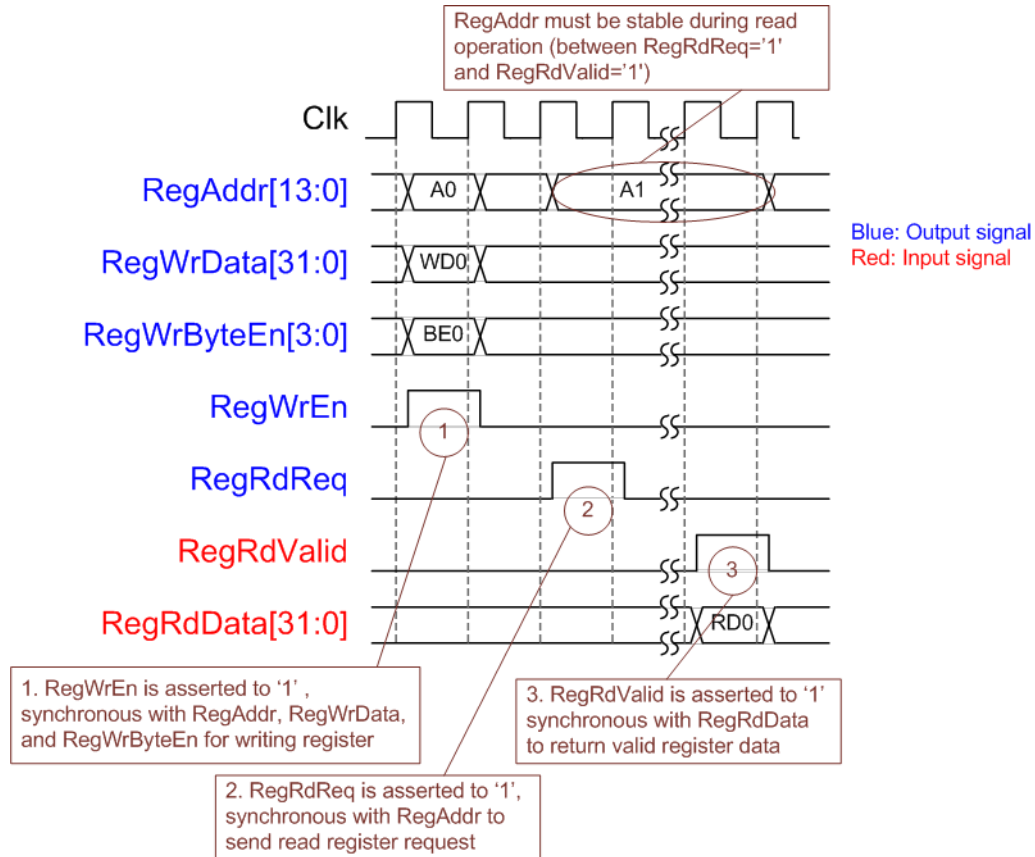 RegAddr must be stable during read
operation (between RegRdReq='1'
and RegRdValid='1')
Clk
RegAddr[13:0]
A0
A1
Blue: Output signal
Red: Input signal
RegWrData[31:0]
WD0
RegWrByteEn[3:0]
BE0
RegWrEn
1
RegRdReq
2
RegRdValid
3
RegRdData[31:0]
RD0
1. RegWrEn is asserted to ‘1’ ,
synchronous with RegAddr, RegWrData,
and RegWrByteEn for writing register
3. RegRdValid is asserted to ‘1’
synchronous with RegRdData
to return valid register data
2. RegRdReq is asserted to ‘1’,
synchronous with RegAddr to
send read register request